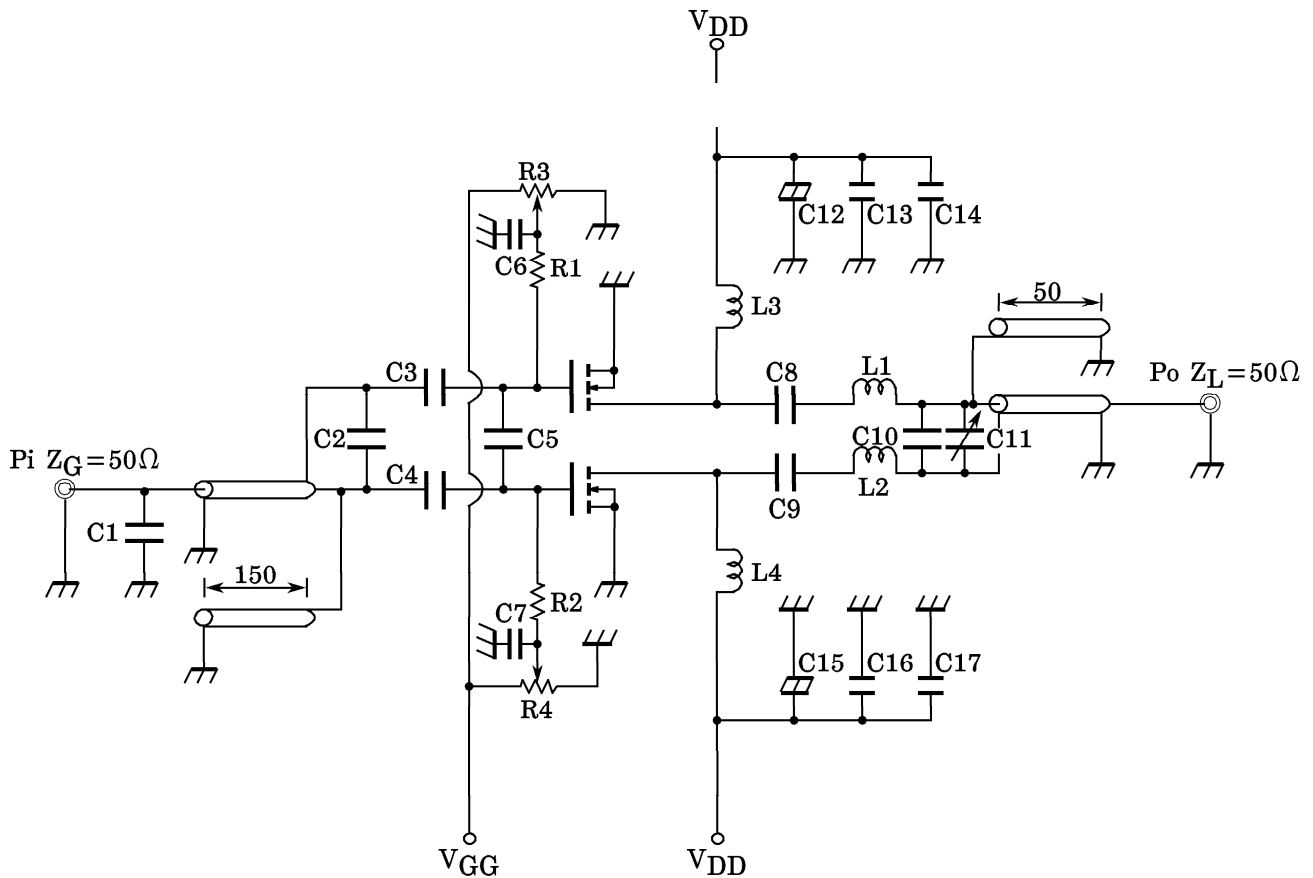 VDD
R3
C12
C13
C14
C6
R1
L3
50
C3
C8
L1
Po ZL=50Ω
C2
C5
C10
C11
Pi ZG=50Ω
C4
L2
C9
C1
150
L4
C7
R2
C15
C16
C17
R4
VGG
VDD